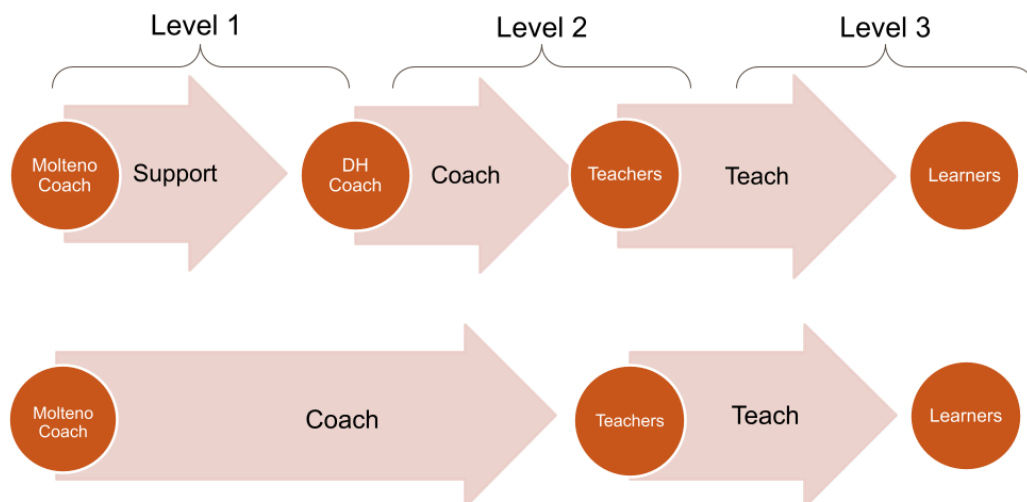 Level 1
Level 2
Level 3
Molteno
Coach
Support
DH
Coach
Coach
Teachers
Teach
Learners
Molteno
Coach
Coach
Teachers
Teach
Learners